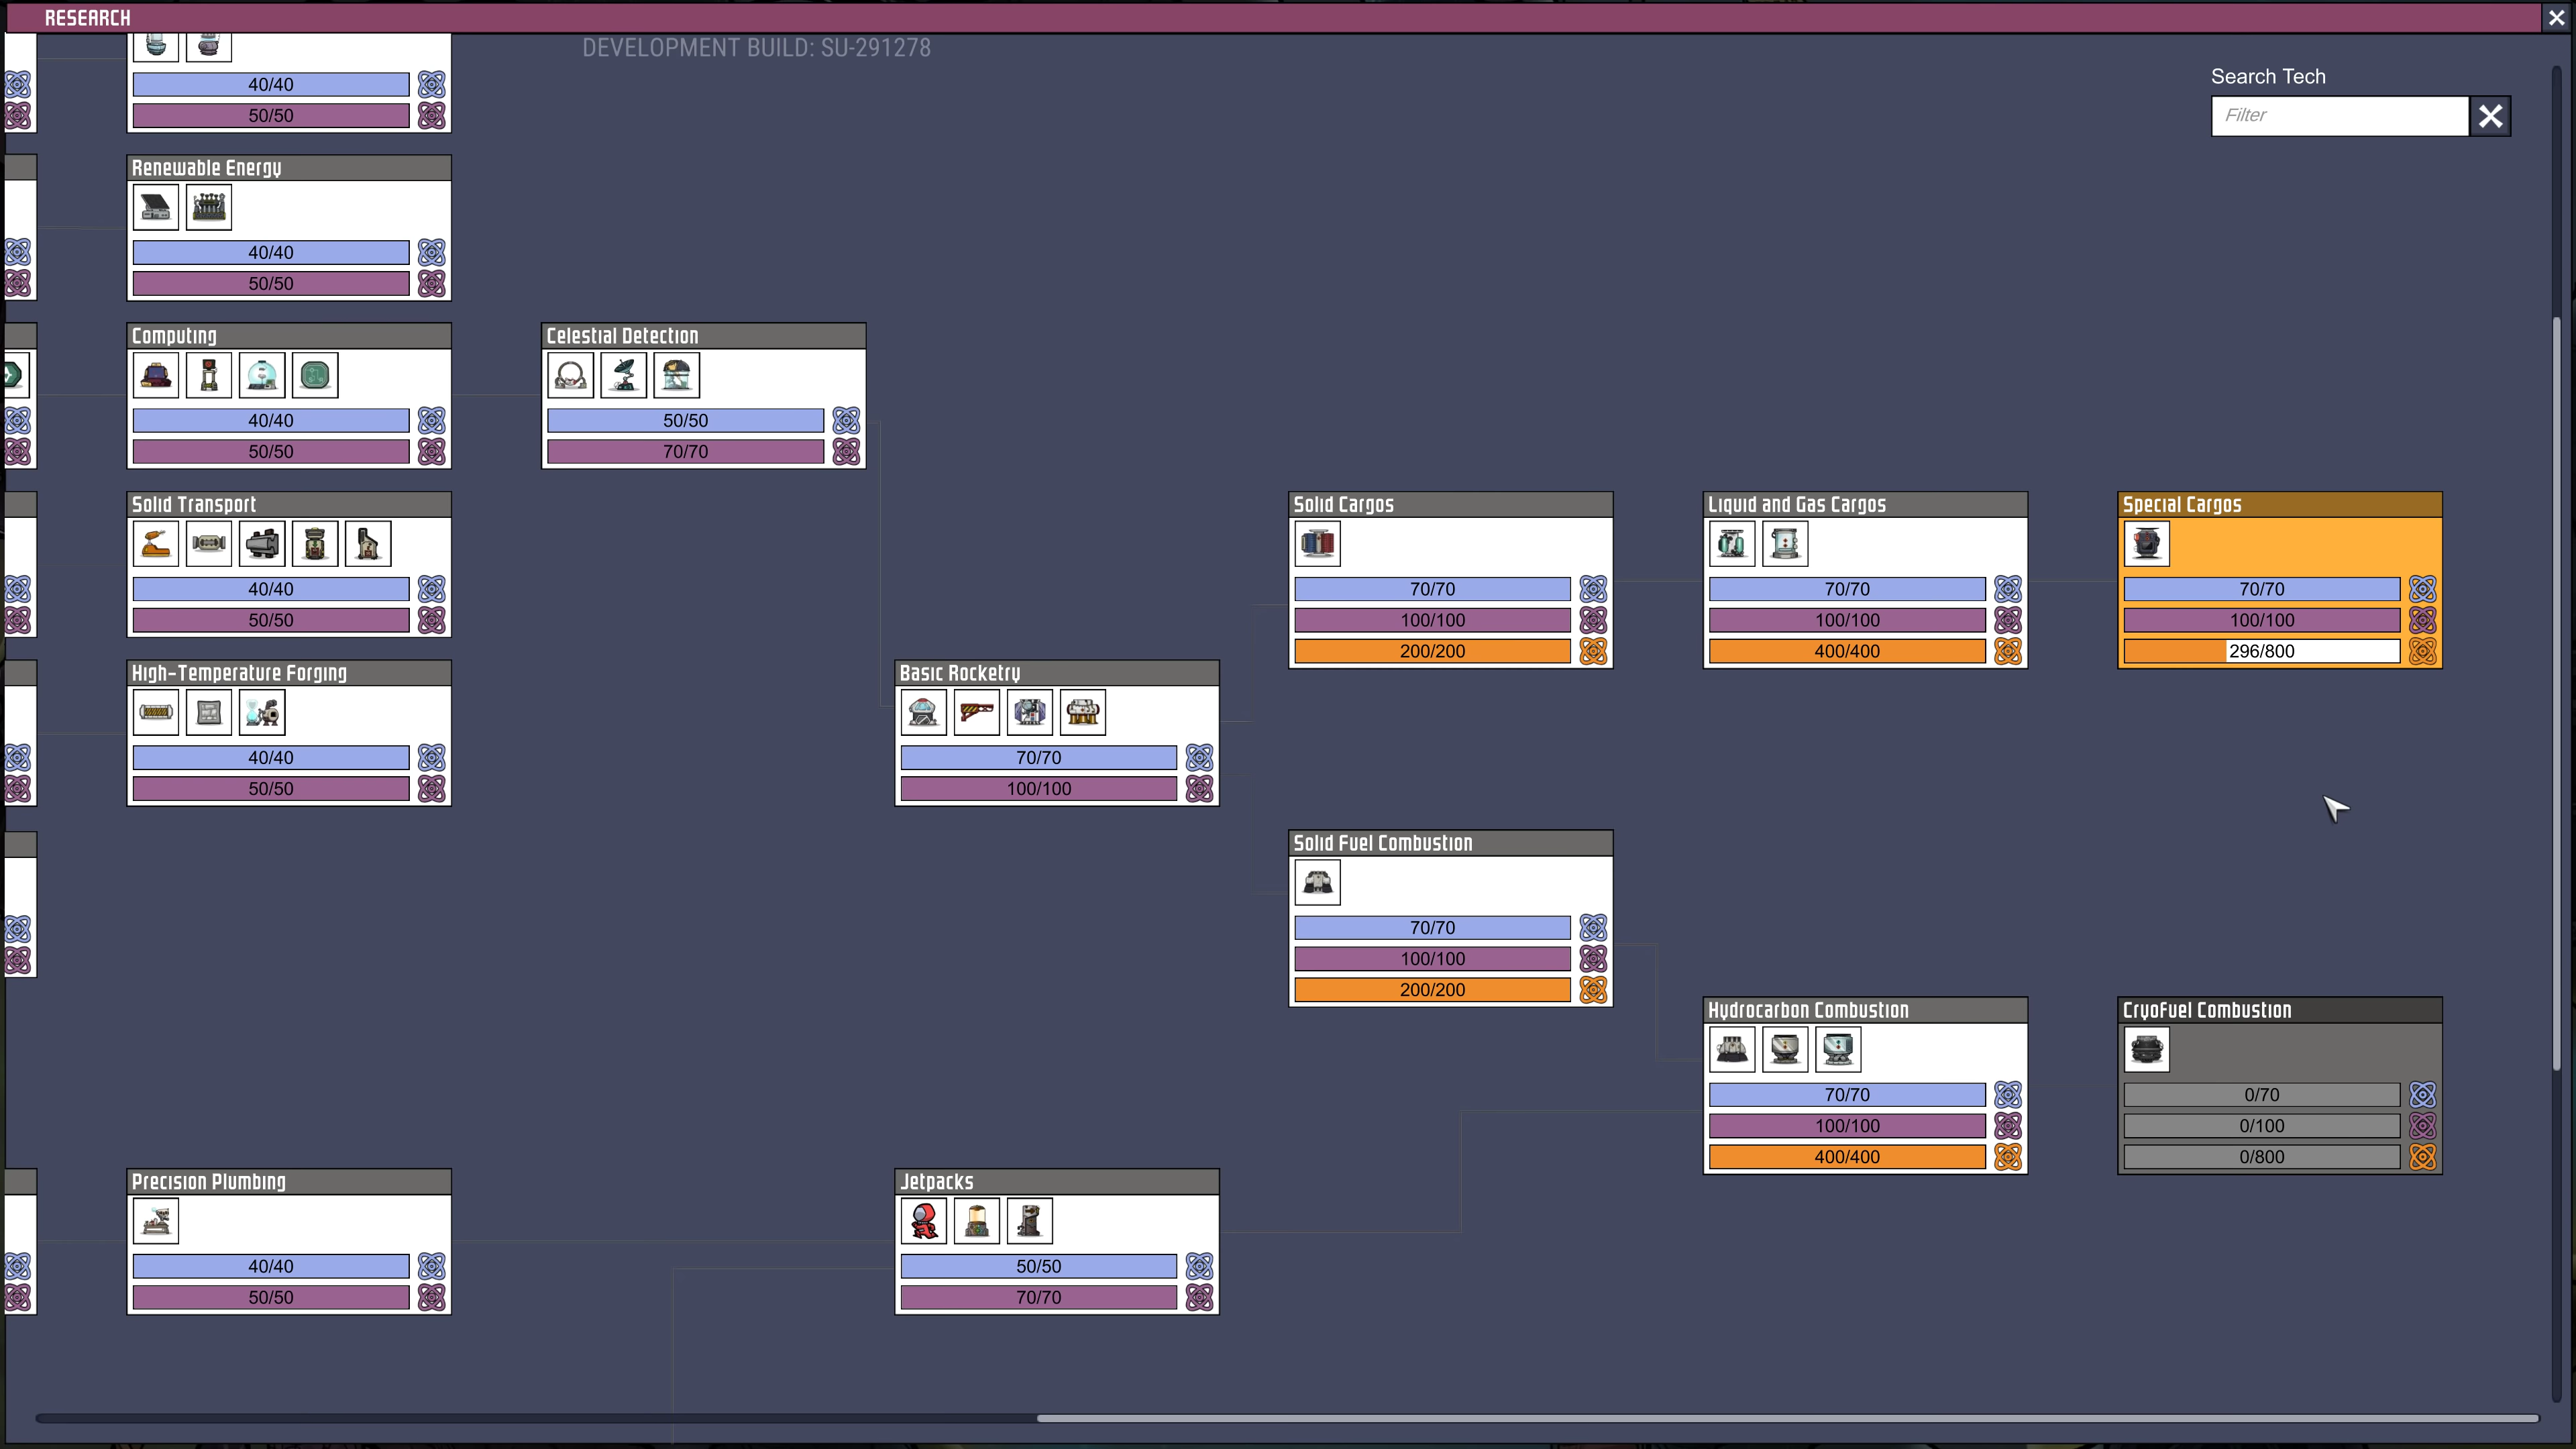 RESEARCH
DEVELOPMENT BUILD: SU-291278
Search Tech
Filter
40/40
50/50
Renewable Energy
40/40
50/50
Computing
40/40
50/50
Celestial Detection
50/50
70/70
Solid Transport
40/40
50/50
Solid Cargos
70/70
100/100
200/200
Liquid and Gas Cargos
70/70
100/100
400/400
Special Cargos
70/70
100/100
296/800
High-Temperature Forging
40/40
50/50
Basic Rocketry
70/70
100/100
Solid Fuel Combustion
70/70
100/100
200/200
Hydrocarbon Combustion
70/70
100/100
400/400
CryoFuel Combustion
0/70
0/100
0/800
Precision Plumbing
40/40
50/50
Jetpacks
50/50
70/70